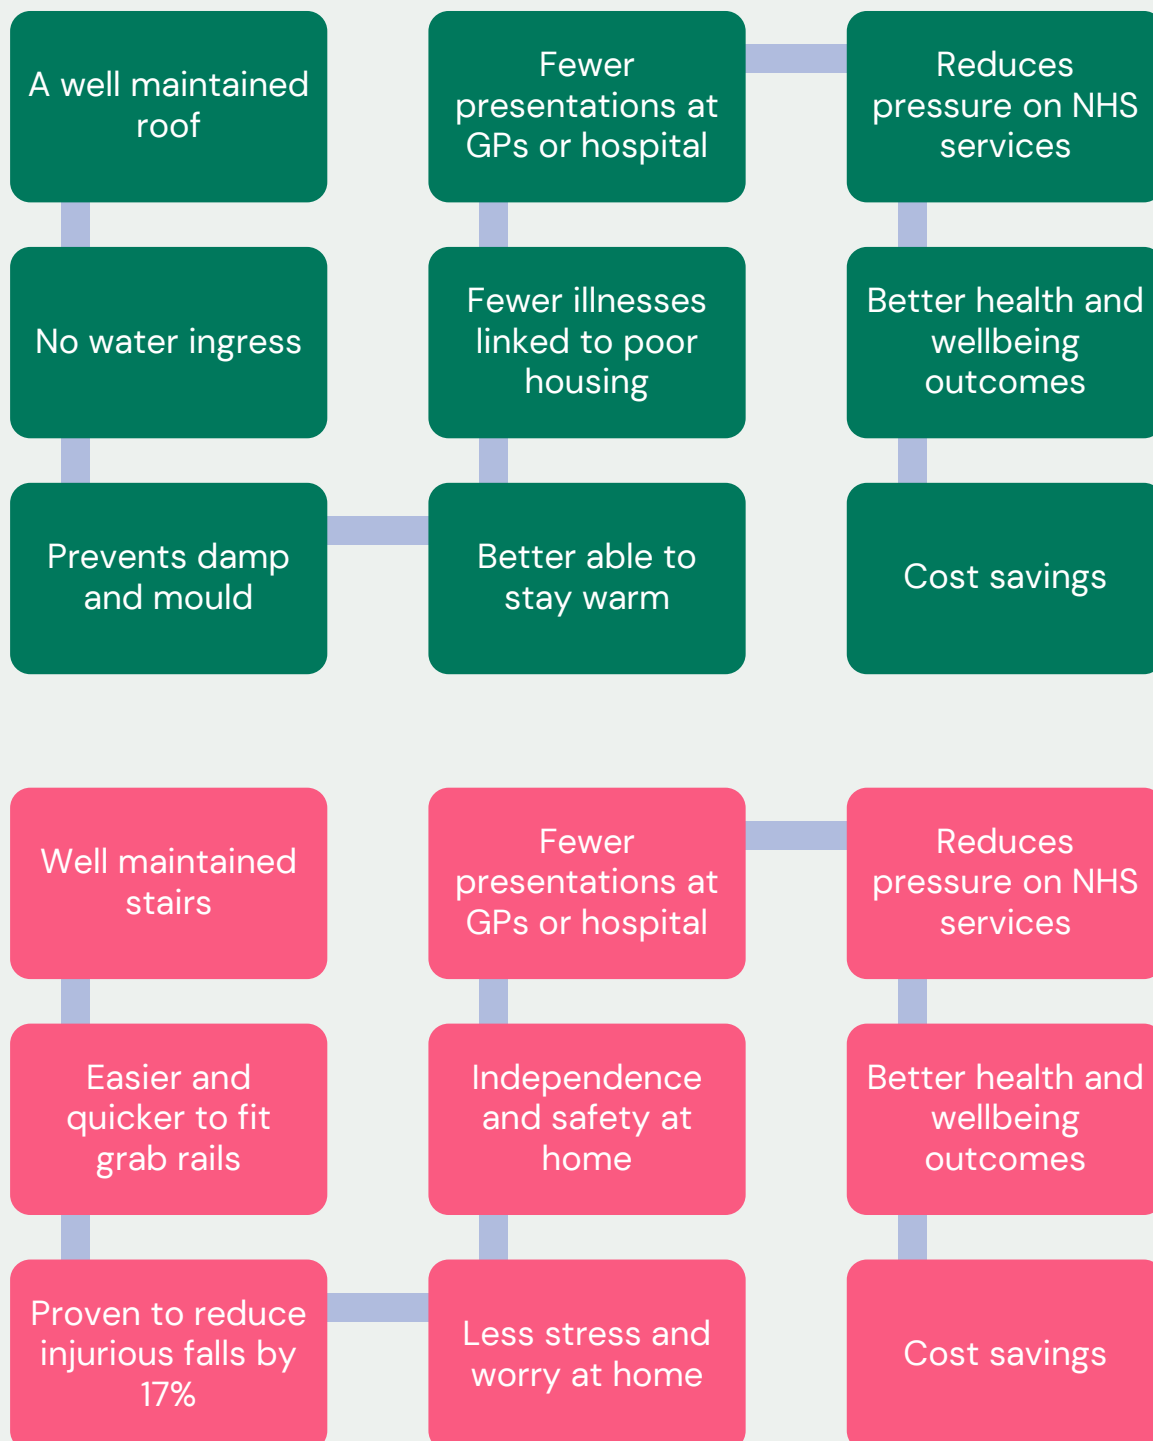 A well maintained
roof
No water ingress
Prevents damp
and mould
Better able to
stay warm
Fewer illnesses
linked to poor
housing
Fewer
presentations at
GPs or hospital
Reduces
pressure on NHS
services
Better health and
wellbeing
outcomes
Cost savings
Well maintained
stairs
Easier and
quicker to fit
grab rails
Proven to reduce
injurious falls by
17%
Less stress and
worry at home
Independence
and safety at
home
Fewer
presentations at
GPs or hospital
Reduces
pressure on NHS
services
Better health and
wellbeing
outcomes
Cost savings